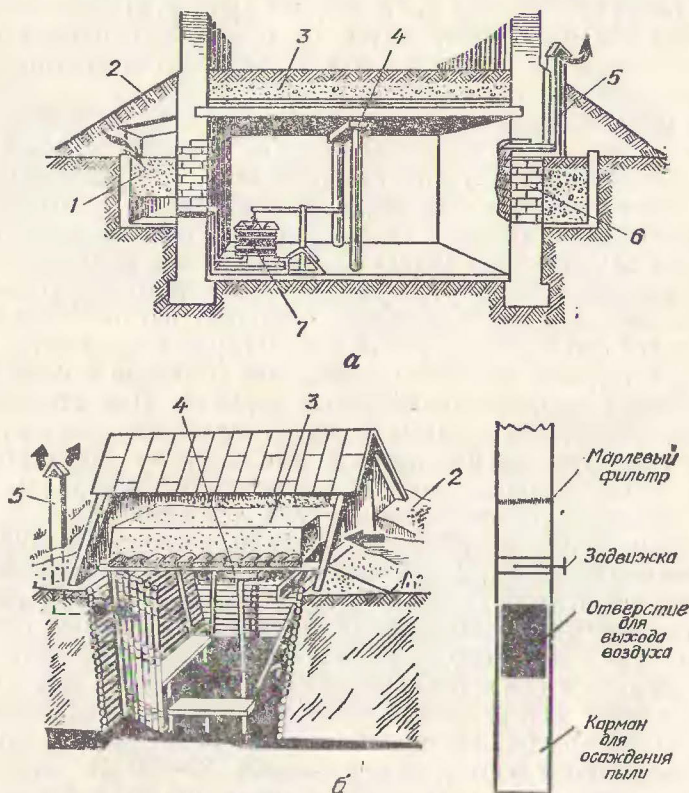 3 4
2 5
1
6
7
а
4 3
5 2
б
Марлевый
фильтр
Задвижка
Отверстие
для
выхода
воздуха
Карман
для
осаждения
пыли